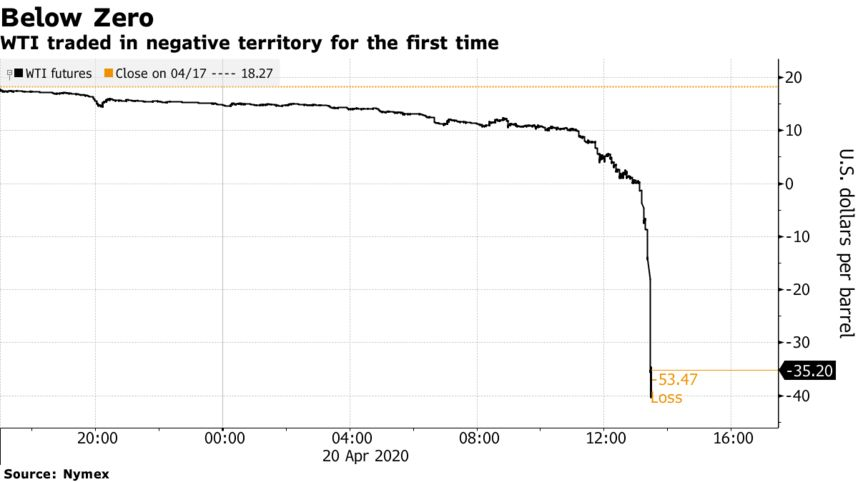 Below Zero
WTI traded in negative territory for the first time
WTI futures Close on 04/17 ---- 18.27
20
10
0
-10
-20
-30
-35.20
-40
U.S. dollars per barrel
-53.47
Loss
20:00 00:00 04:00 08:00 12:00 16:00
20 Apr 2020
Source: Nymex